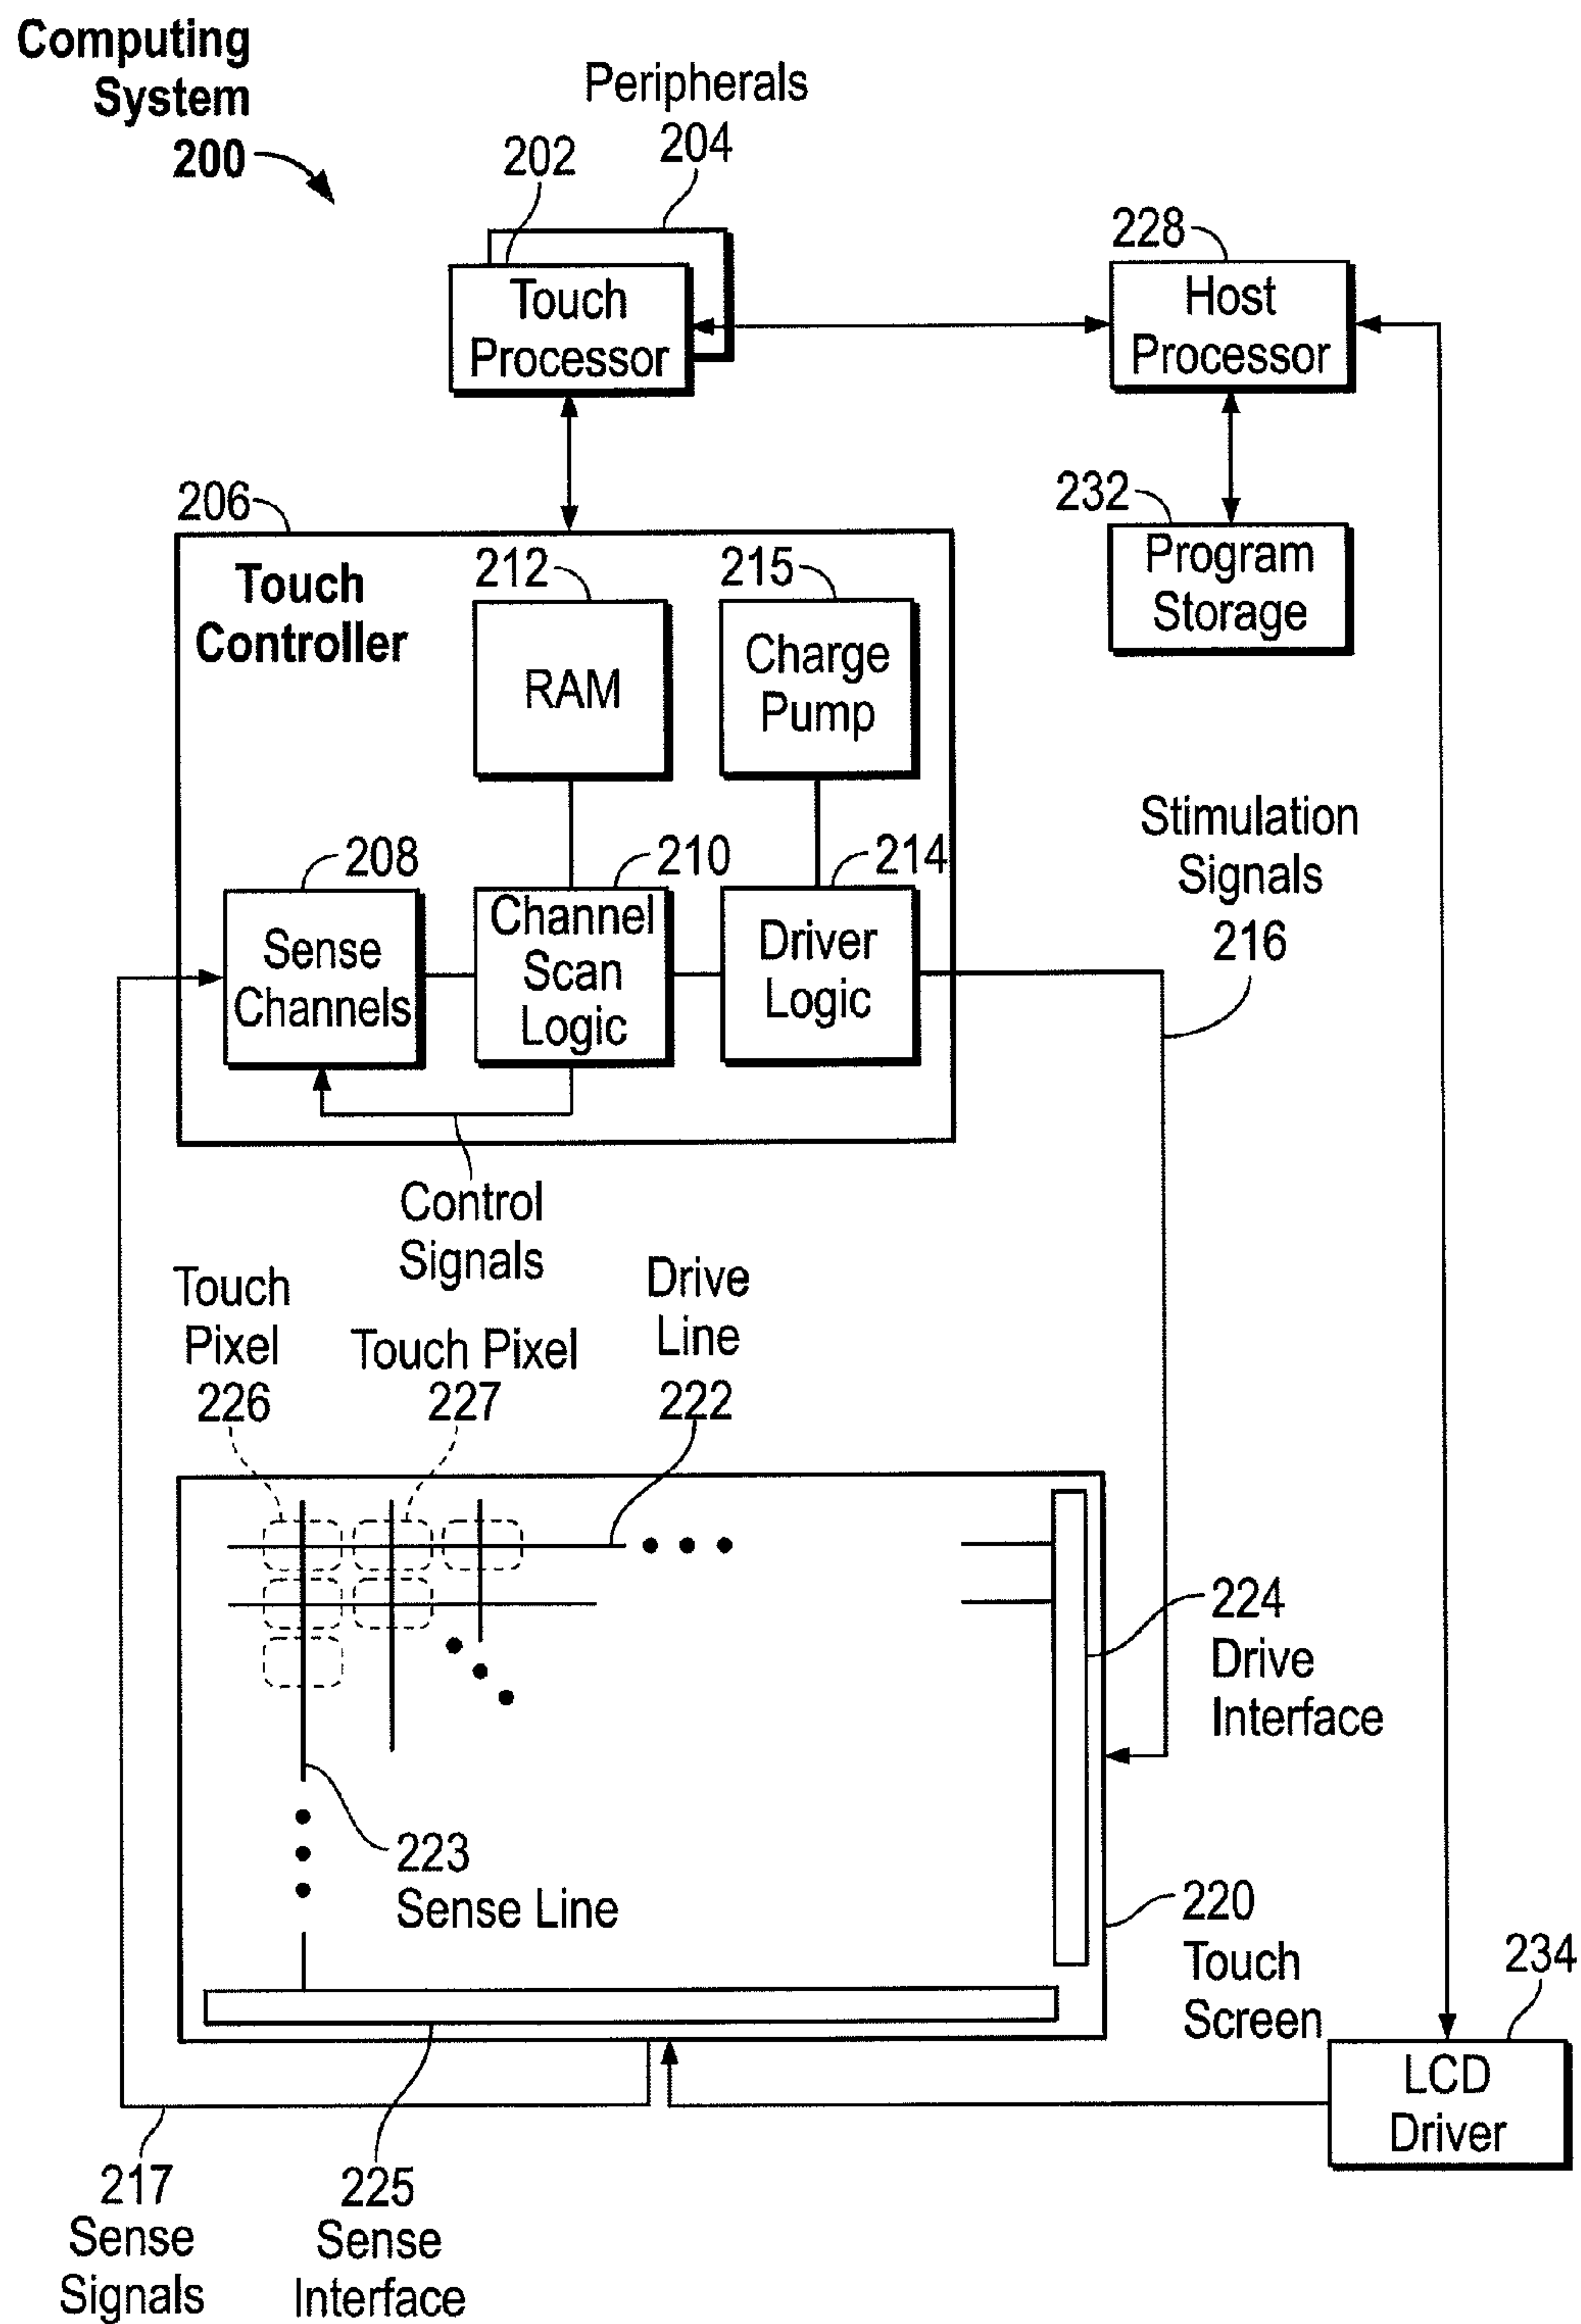 Computing
System
200
Peripherals
204
202
Touch
Processor
228
Host
Processor
232
Program
Storage
206
Touch
Controller
212
RAM
215
Charge
Pump
208
Sense
Channels
210
Channel
Scan
Logic
214
Driver
Logic
Stimulation
Signals
216
Control
Signals
Touch
Pixel
226
Touch Pixel
227
Drive
Line
222
224
Drive
Interface
223
Sense Line
220
Touch
Screen
234
LCD
Driver
217
Sense
Signals
225
Sense
Interface